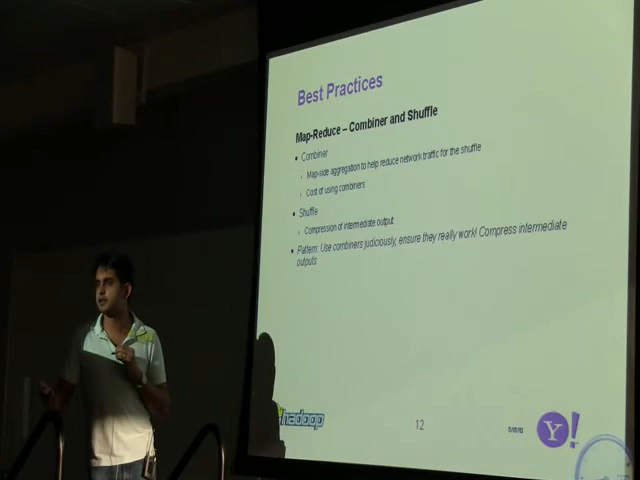 Best Practices
Map-Reduce – Combiner and Shuffle
Combiner
Map-side aggregation to help reduce network traffic for the shuffle
Cost of using combiners
Shuffle
Compression of intermediate output
Pattern: Use combiners judiciously, ensure they really work! Compress intermediate
outputs
hadoop
12
Y!